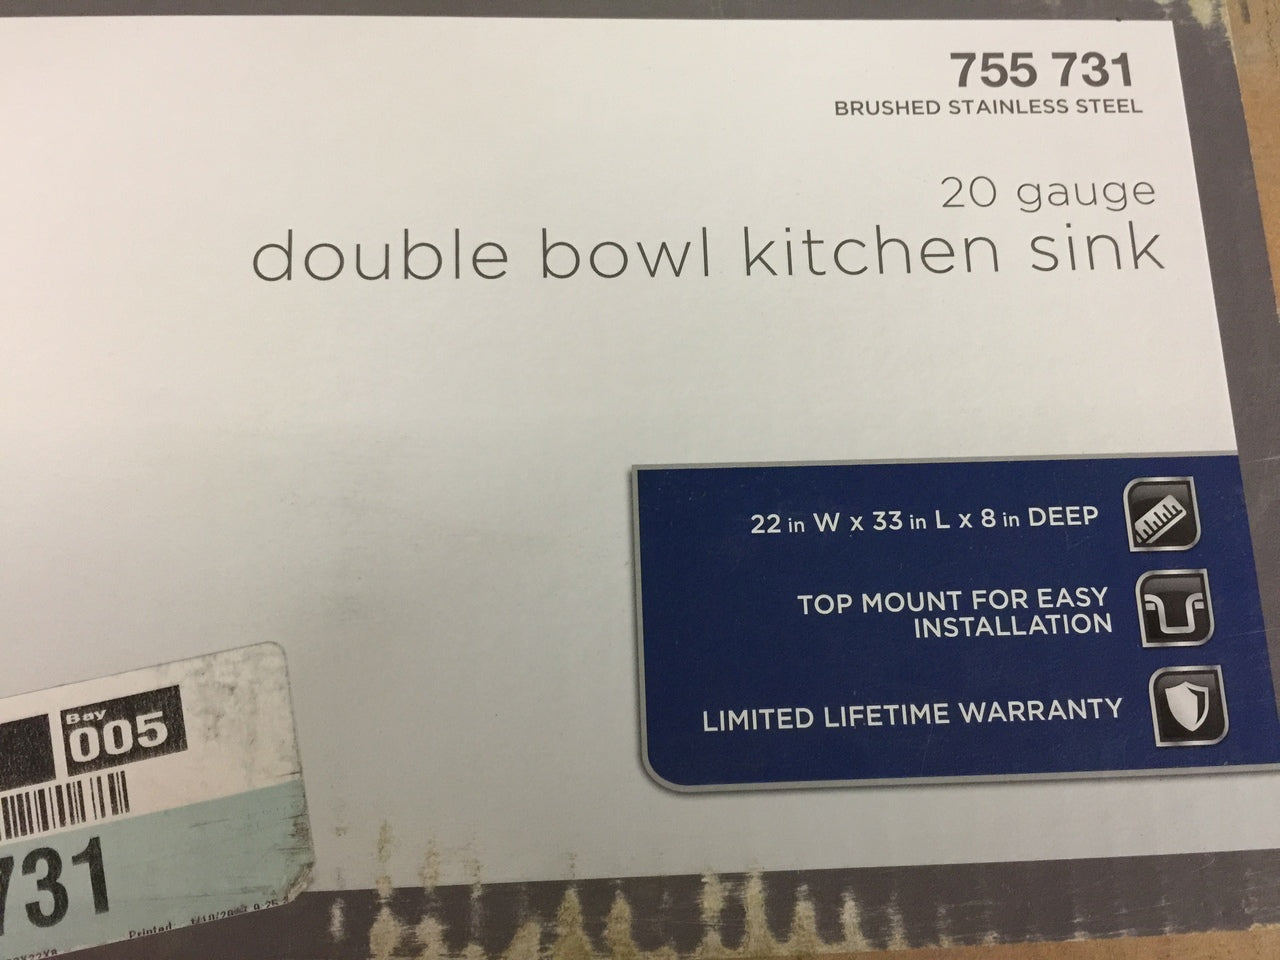 755 731
BRUSHED STAINLESS STEEL
20 gauge
double bowl kitchen sink
22 in W x 33 in L x 8 in DEEP
TOP MOUNT FOR EASY
INSTALLATION
LIMITED LIFETIME WARRANTY
Bay
005
731
Printed